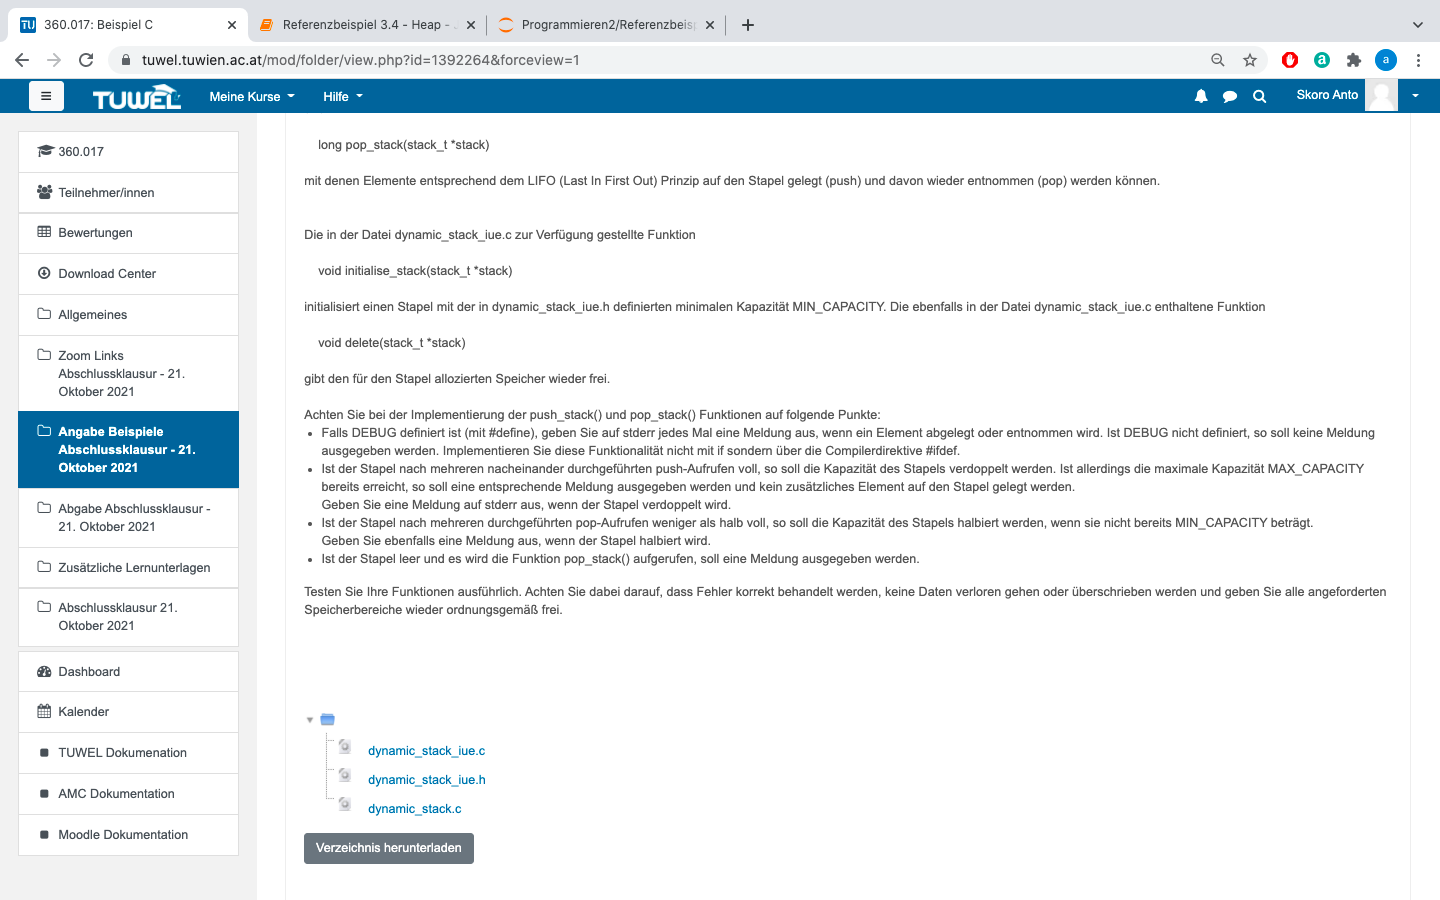 360.017: Beispiel C
Referenzbeispiel 3.4 - Heap -
Programmieren2/Referenzbeis
tuwel.tuwien.ac.at/mod/folder/view.php?id=1392264&forceview=1
TUWEL
Meine Kurse
Hilfe
Skoro Anto
360.017
Teilnehmer/innen
Bewertungen
Download Center
Allgemeines
Zoom Links
Abschlussklausur - 21.
Oktober 2021
Angabe Beispiele
Abschlussklausur - 21.
Oktober 2021
Abgabe Abschlussklausur -
21. Oktober 2021
Zusätzliche Lernunterlagen
Abschlussklausur 21.
Oktober 2021
Dashboard
Kalender
TUWEL Dokumenation
AMC Dokumentation
Moodle Dokumentation
long pop_stack(stack_t *stack)
mit denen Elemente entsprechend dem LIFO (Last In First Out) Prinzip auf den Stapel gelegt (push) und davon wieder entnommen (pop) werden können.
Die in der Datei dynamic_stack_iue.c zur Verfügung gestellte Funktion
void initialise_stack(stack_t *stack)
initialisiert einen Stapel mit der in dynamic_stack_iue.h definierten minimalen Kapazität MIN_CAPACITY. Die ebenfalls in der Datei dynamic_stack_iue.c enthaltene Funktion
void delete(stack_t *stack)
gibt den für den Stapel allozierten Speicher wieder frei.
Achten Sie bei der Implementierung der push_stack() und pop_stack() Funktionen auf folgende Punkte:
• Falls DEBUG definiert ist (mit #define), geben Sie auf stderr jedes Mal eine Meldung aus, wenn ein Element abgelegt oder entnommen wird. Ist DEBUG nicht definiert, so soll keine Meldung
ausgegeben werden. Implementieren Sie diese Funktionalität nicht mit if sondern über die Compilerdirektive #ifdef.
• Ist der Stapel nach mehreren nacheinander durchgeführten push-Aufrufen voll, so soll die Kapazität des Stapels verdoppelt werden. Ist allerdings die maximale Kapazität MAX_CAPACITY
bereits erreicht, so soll eine entsprechende Meldung ausgegeben werden und kein zusätzliches Element auf den Stapel gelegt werden.
Geben Sie eine Meldung auf stderr aus, wenn der Stapel verdoppelt wird.
• Ist der Stapel nach mehreren durchgeführten pop-Aufrufen weniger als halb voll, so soll die Kapazität des Stapels halbiert werden, wenn sie nicht bereits MIN_CAPACITY beträgt.
Geben Sie ebenfalls eine Meldung aus, wenn der Stapel halbiert wird.
• Ist der Stapel leer und es wird die Funktion pop_stack() aufgerufen, soll eine Meldung ausgegeben werden.
Testen Sie Ihre Funktionen ausführlich. Achten Sie dabei darauf, dass Fehler korrekt behandelt werden, keine Daten verloren gehen oder überschrieben werden und geben Sie alle angeforderten
Speicherbereiche wieder ordnungsgemäß frei.
dynamic_stack_iue.c
dynamic_stack_iue.h
dynamic_stack.c
Verzeichnis herunterladen